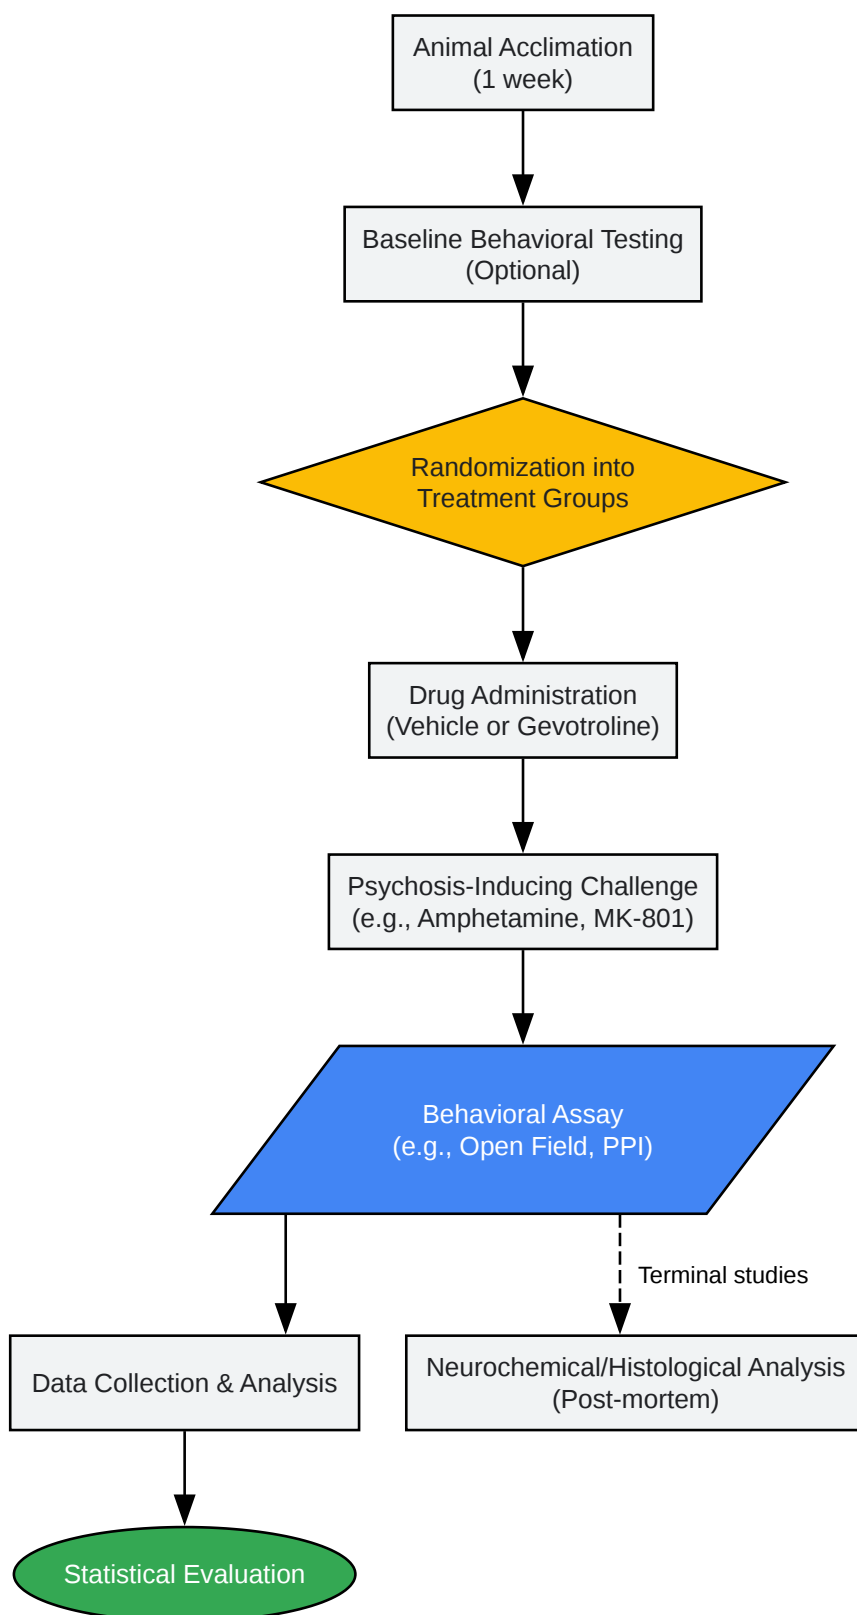 Animal Acclimation
(1 week)
Baseline Behavioral Testing
(Optional)
Randomization into
Treatment Groups
Drug Administration
(Vehicle or Gevotroline)
Psychosis-Inducing Challenge
(e.g., Amphetamine, MK-801)
Behavioral Assay
(e.g., Open Field, PPI)
Terminal studies
Data Collection & Analysis
Neurochemical/Histological Analysis
(Post-mortem)
Statistical Evaluation